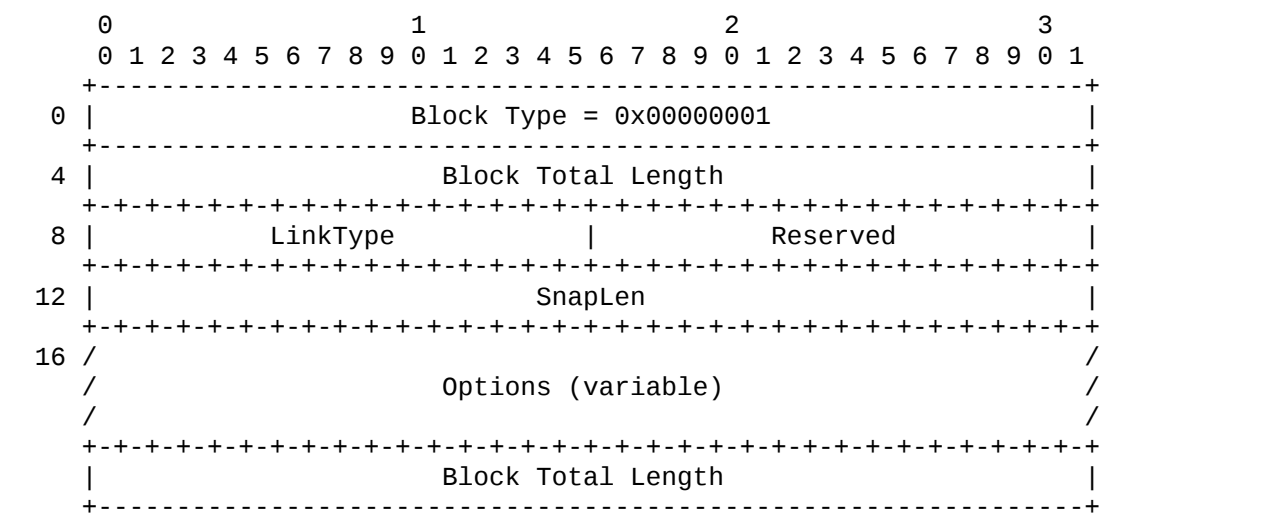 0                   1                   2                   3
0 1 2 3 4 5 6 7 8 9 0 1 2 3 4 5 6 7 8 9 0 1 2 3 4 5 6 7 8 9 0 1
+---------------------------------------------------------------+
0 |                    Block Type = 0x00000001                    |
+---------------------------------------------------------------+
4 |                      Block Total Length                       |
+-+-+-+-+-+-+-+-+-+-+-+-+-+-+-+-+-+-+-+-+-+-+-+-+-+-+-+-+-+-+-+-+
8 |           LinkType            |           Reserved            |
+-+-+-+-+-+-+-+-+-+-+-+-+-+-+-+-+-+-+-+-+-+-+-+-+-+-+-+-+-+-+-+-+
12 |                            SnapLen                            |
+-+-+-+-+-+-+-+-+-+-+-+-+-+-+-+-+-+-+-+-+-+-+-+-+-+-+-+-+-+-+-+-+
16 /                                                               /
/                      Options (variable)                       /
/                                                               /
+-+-+-+-+-+-+-+-+-+-+-+-+-+-+-+-+-+-+-+-+-+-+-+-+-+-+-+-+-+-+-+-+
|                      Block Total Length                       |
+---------------------------------------------------------------+